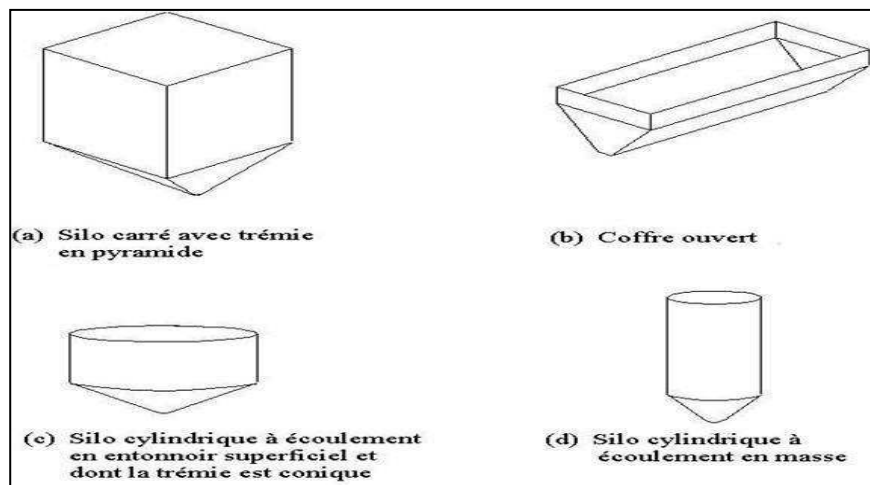 (a) Silo carré avec trémie
en pyramide
(b) Coffre ouvert
(c) Silo cylindrique à écoulement
en entonnoir superficiel et
dont la trémie est conique
(d) Silo cylindrique à
écoulement en masse